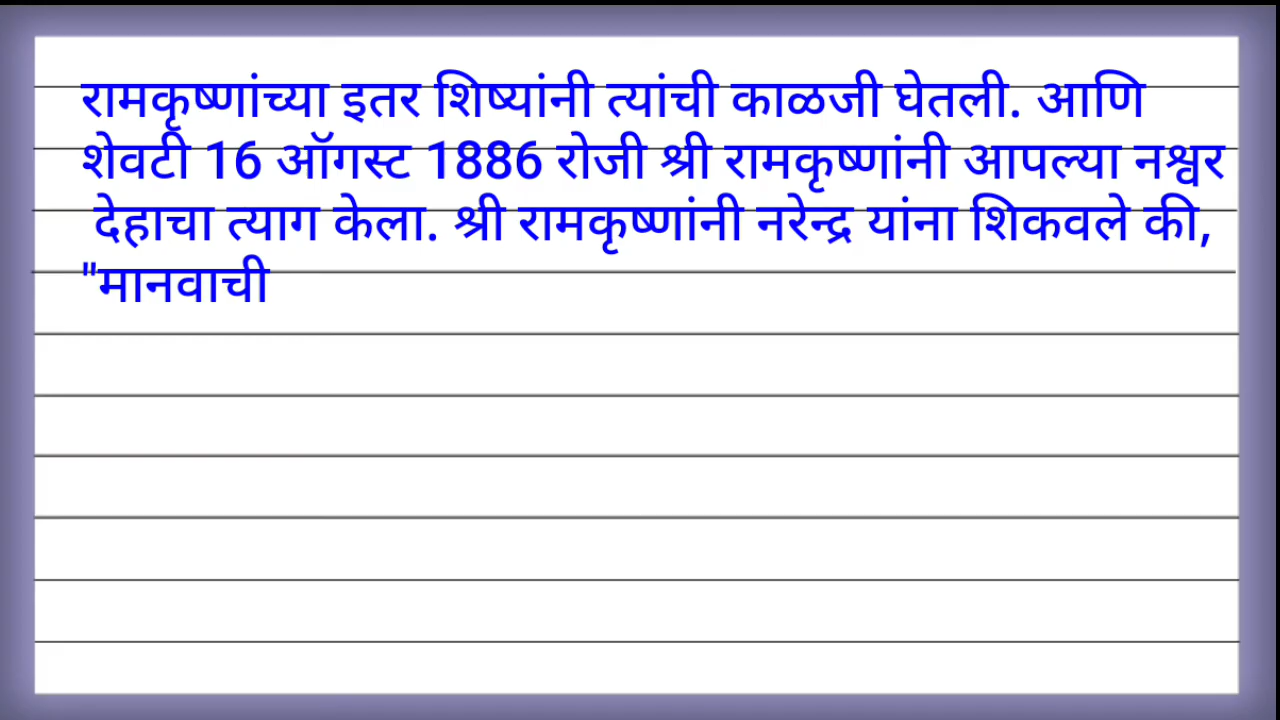 रामकृष्णांच्या इतर शिष्यांनी त्यांची काळजी घेतली. आणि
शेवटी 16 ऑगस्ट 1886 रोजी श्री रामकृष्णांनी आपल्या नश्वर
देहाचा त्याग केला. श्री रामकृष्णांनी नरेन्द्र यांना शिकवले की,
"मानवाची